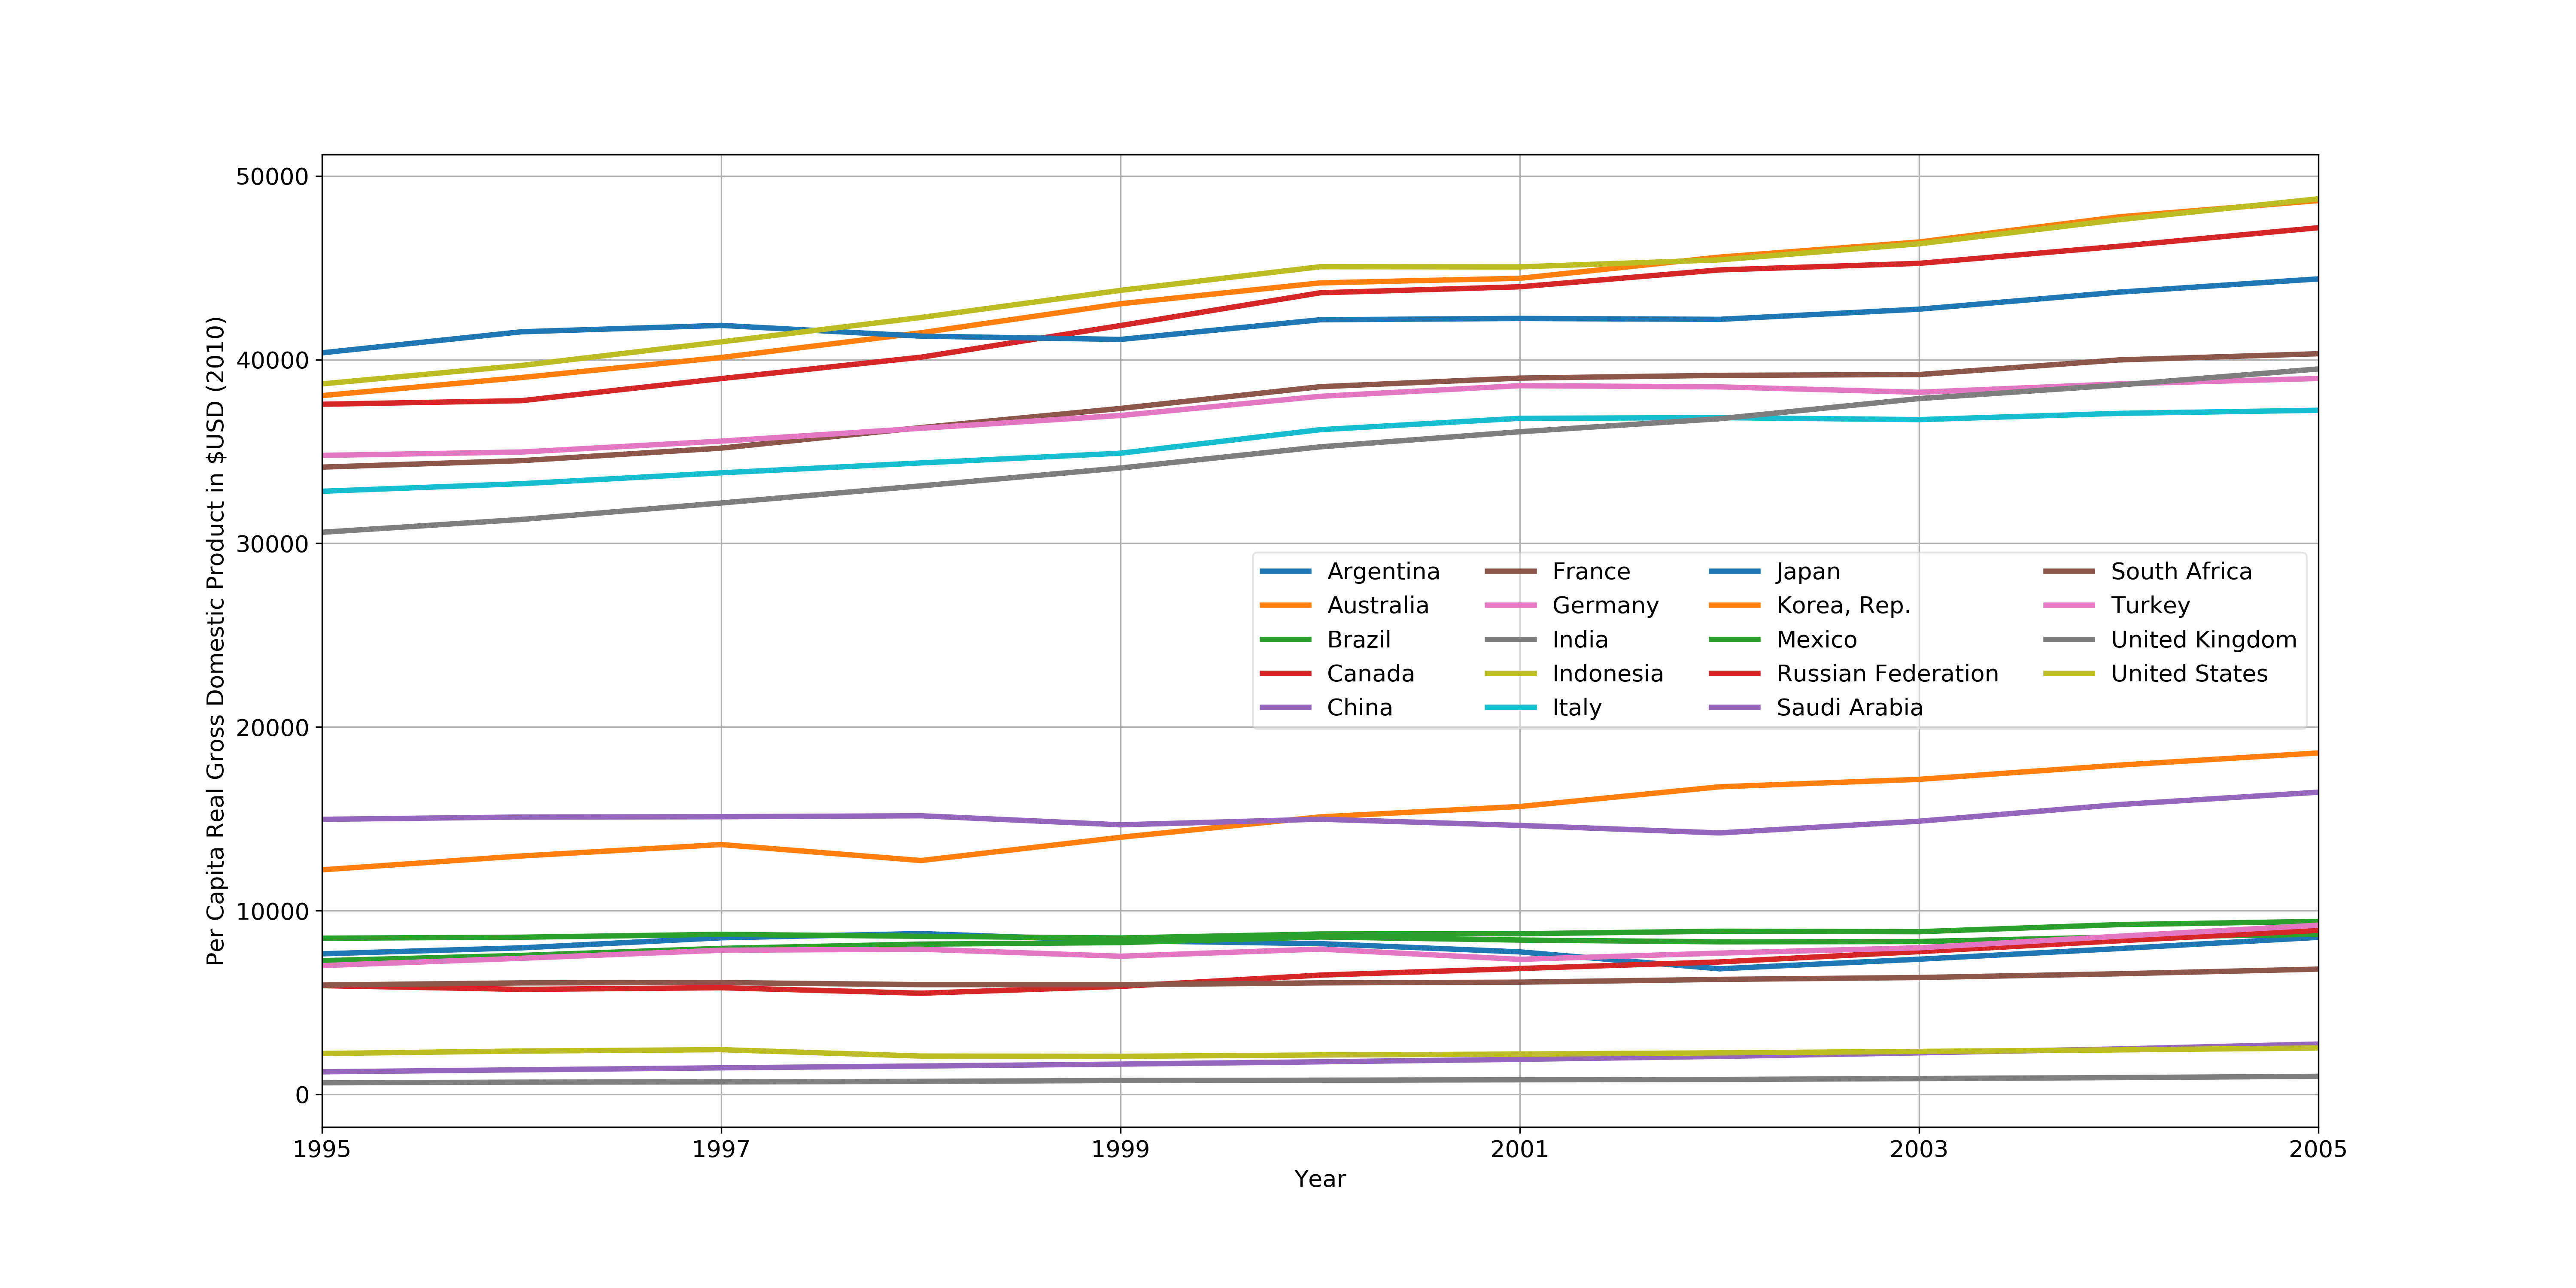 Per Capita Real Gross Domestic Product in $USD (2010)
50000
40000
30000
20000
10000
0
Argentina
Australia
Brazil
Canada
China
France
Germany
India
Indonesia
Italy
Japan
Korea, Rep.
Mexico
Russian Federation
Saudi Arabia
South Africa
Turkey
United Kingdom
United States
1995 1997 1999 2001 2003 2005
Year